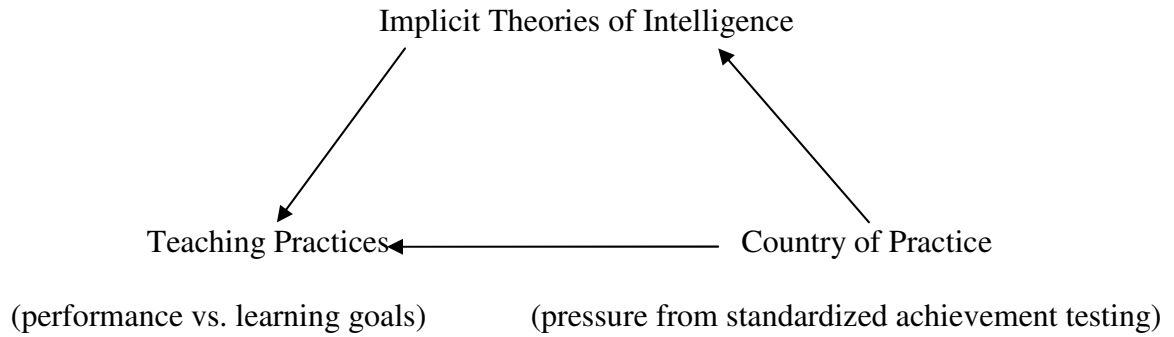 Implicit Theories of Intelligence
Teaching Practices
Country of Practice
(performance vs. learning goals)
(pressure from standardized achievement testing)